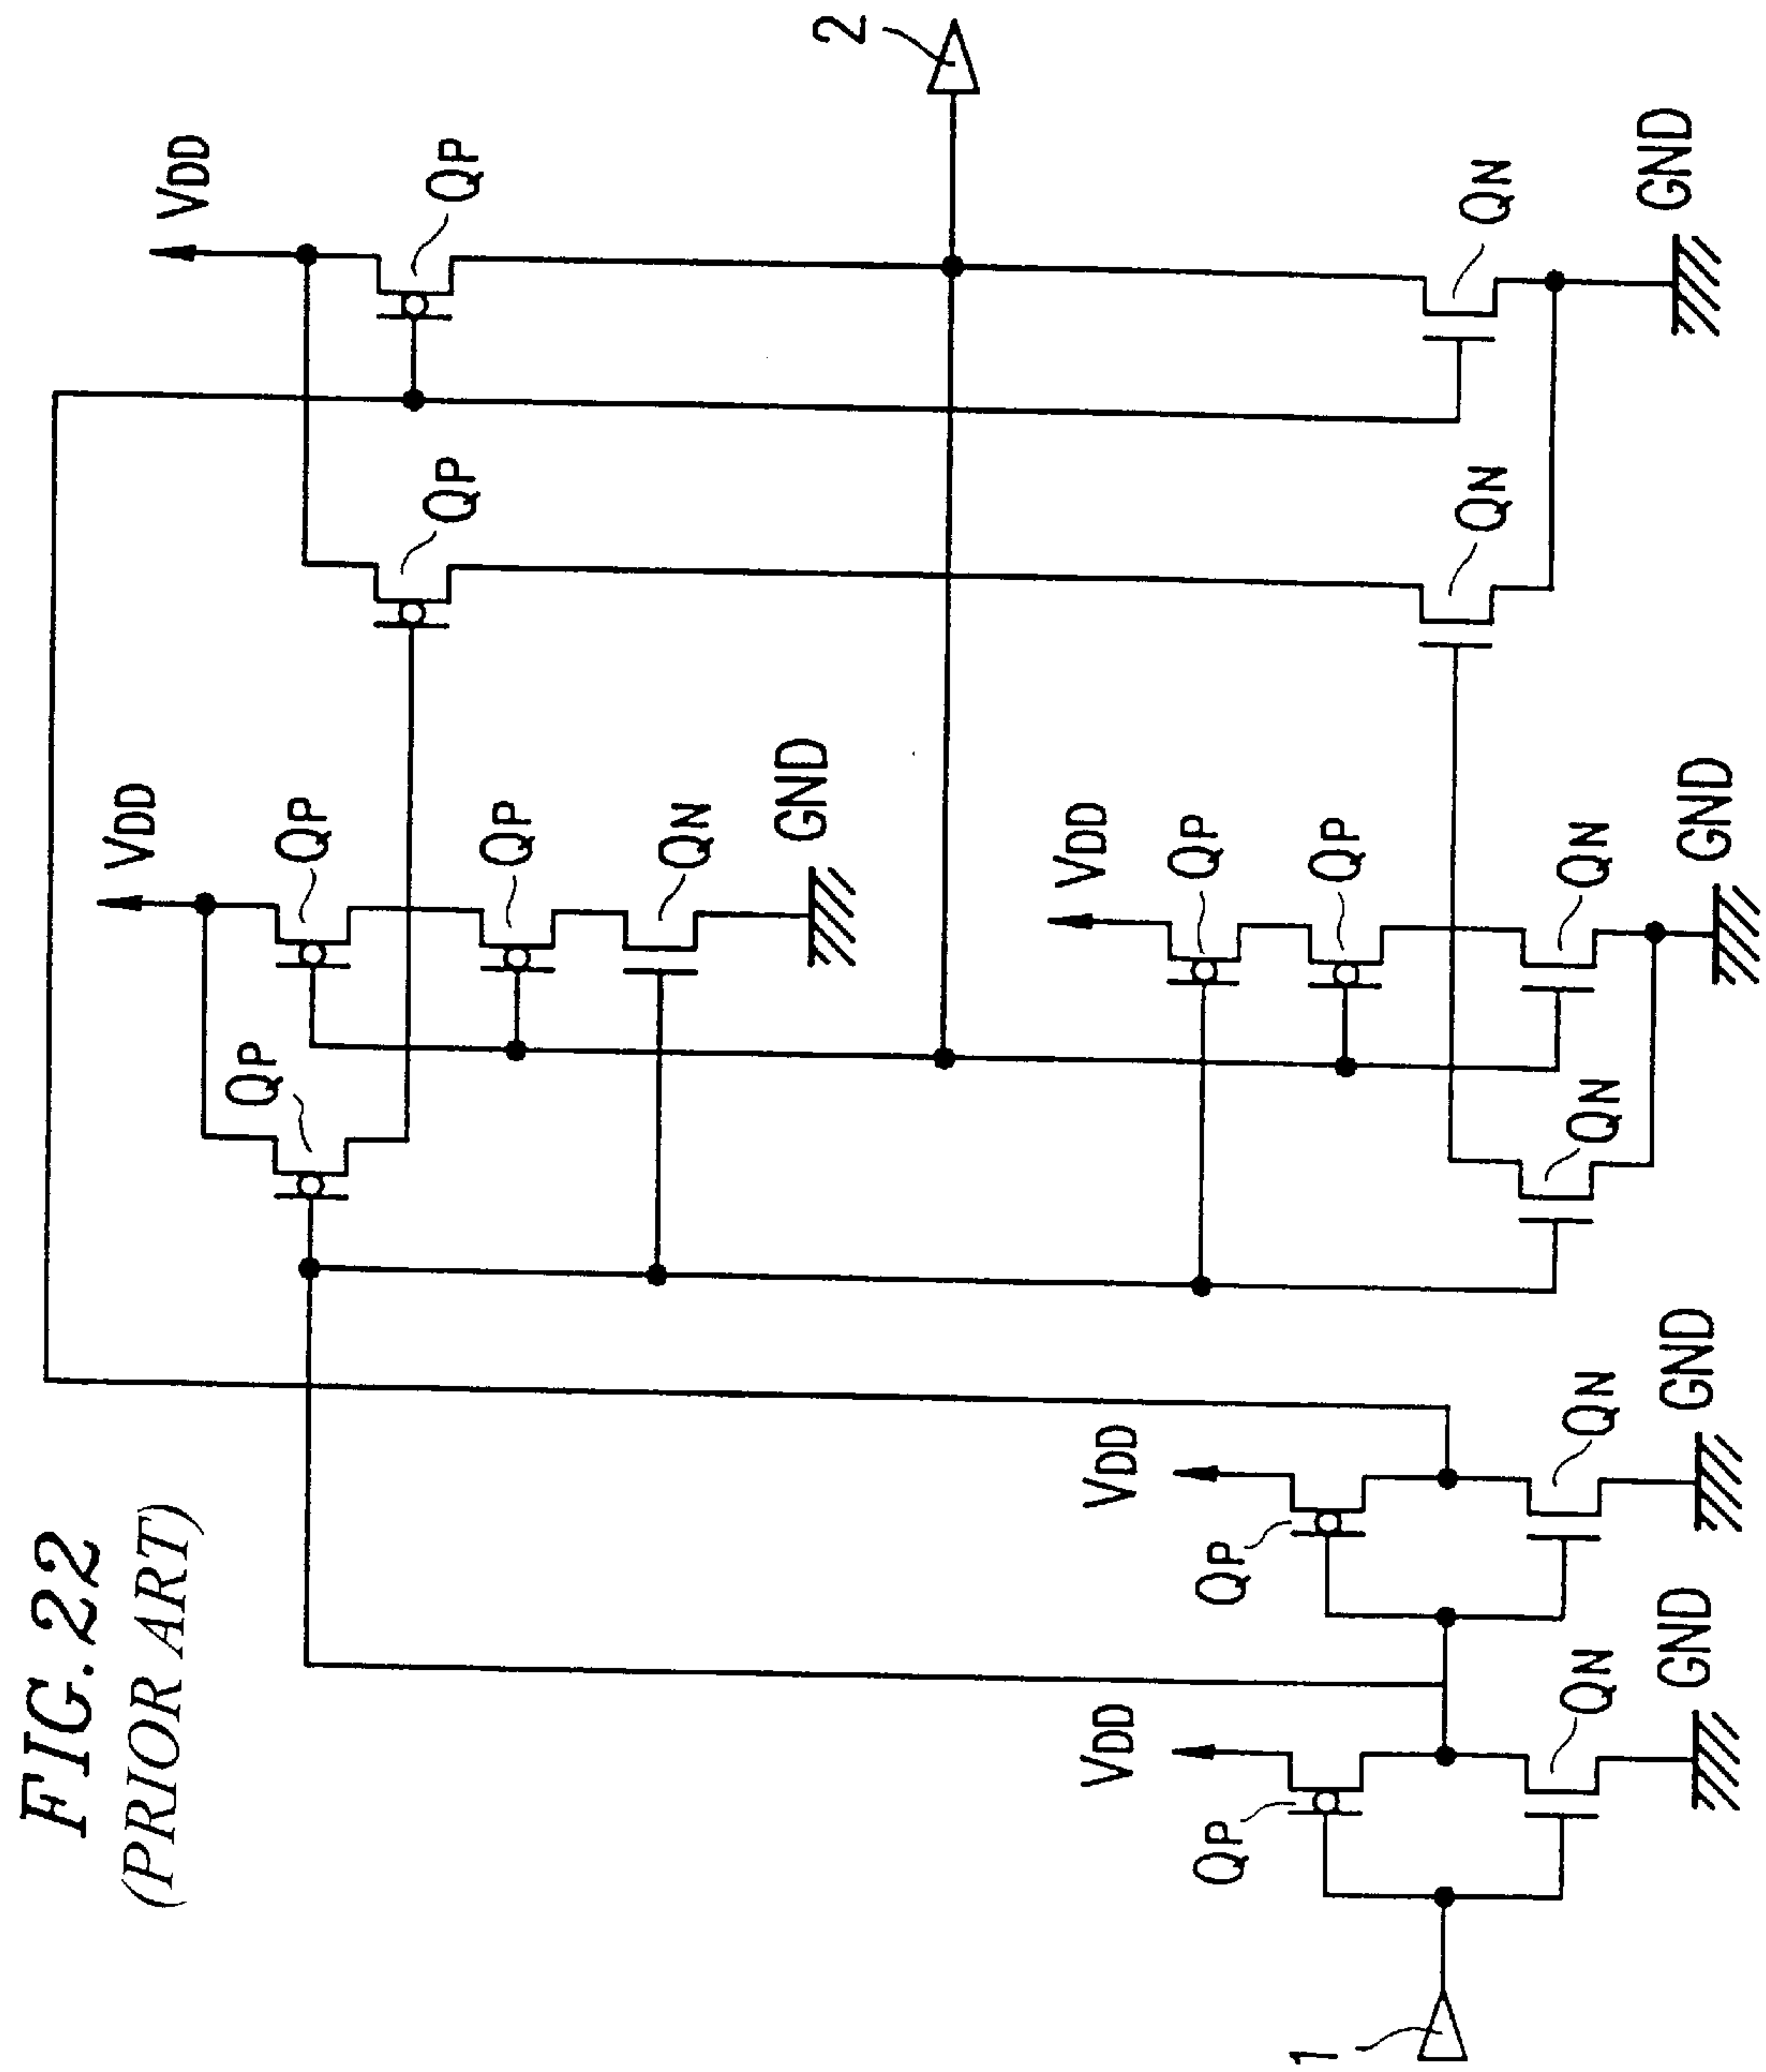 FIG.22
(PRIOR ART)
VDD
VDD
QP
QP
QP
QP
QP
QN
GND
2
VDD
VDD
VDD
QP
QP
QP
1
QP
QN
QN
QN
QN
QN
QN
GND
GND
GND
GND